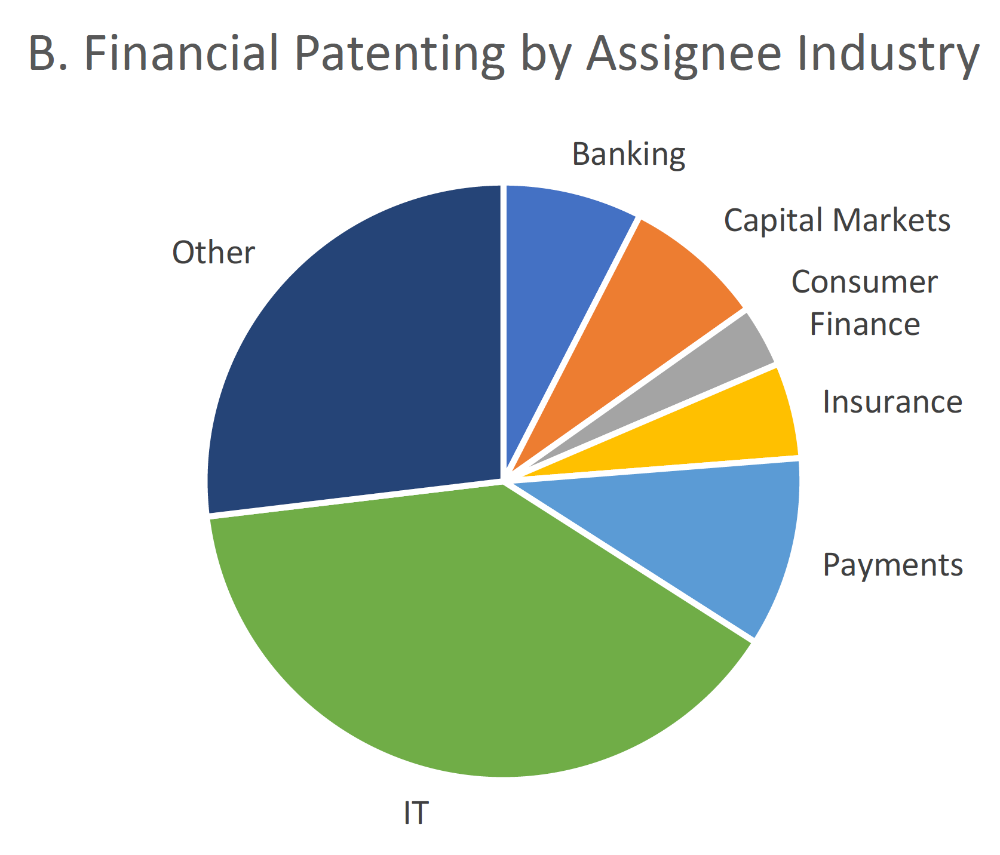 B. Financial Patenting by Assignee Industry
Banking
Capital Markets
Consumer
Finance
Insurance
Payments
IT
Other